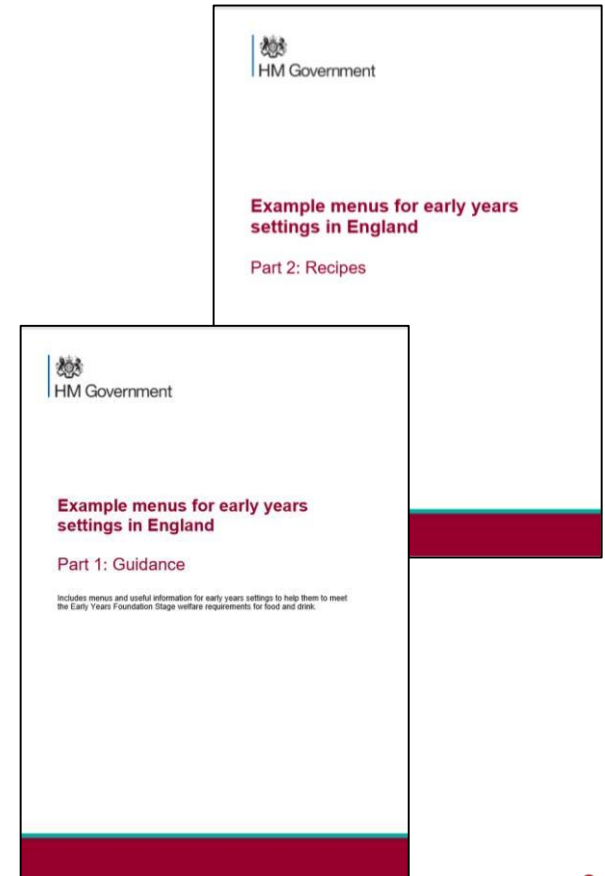 HM Government
Example menus for early years
settings in England
Part 2: Recipes
HM Government
Example menus for early years
settings in England
Part 1: Guidance
Includes menus and useful information for early years settings to help them to meet
the Early Years Foundation Stage welfare requirements for food and drink.